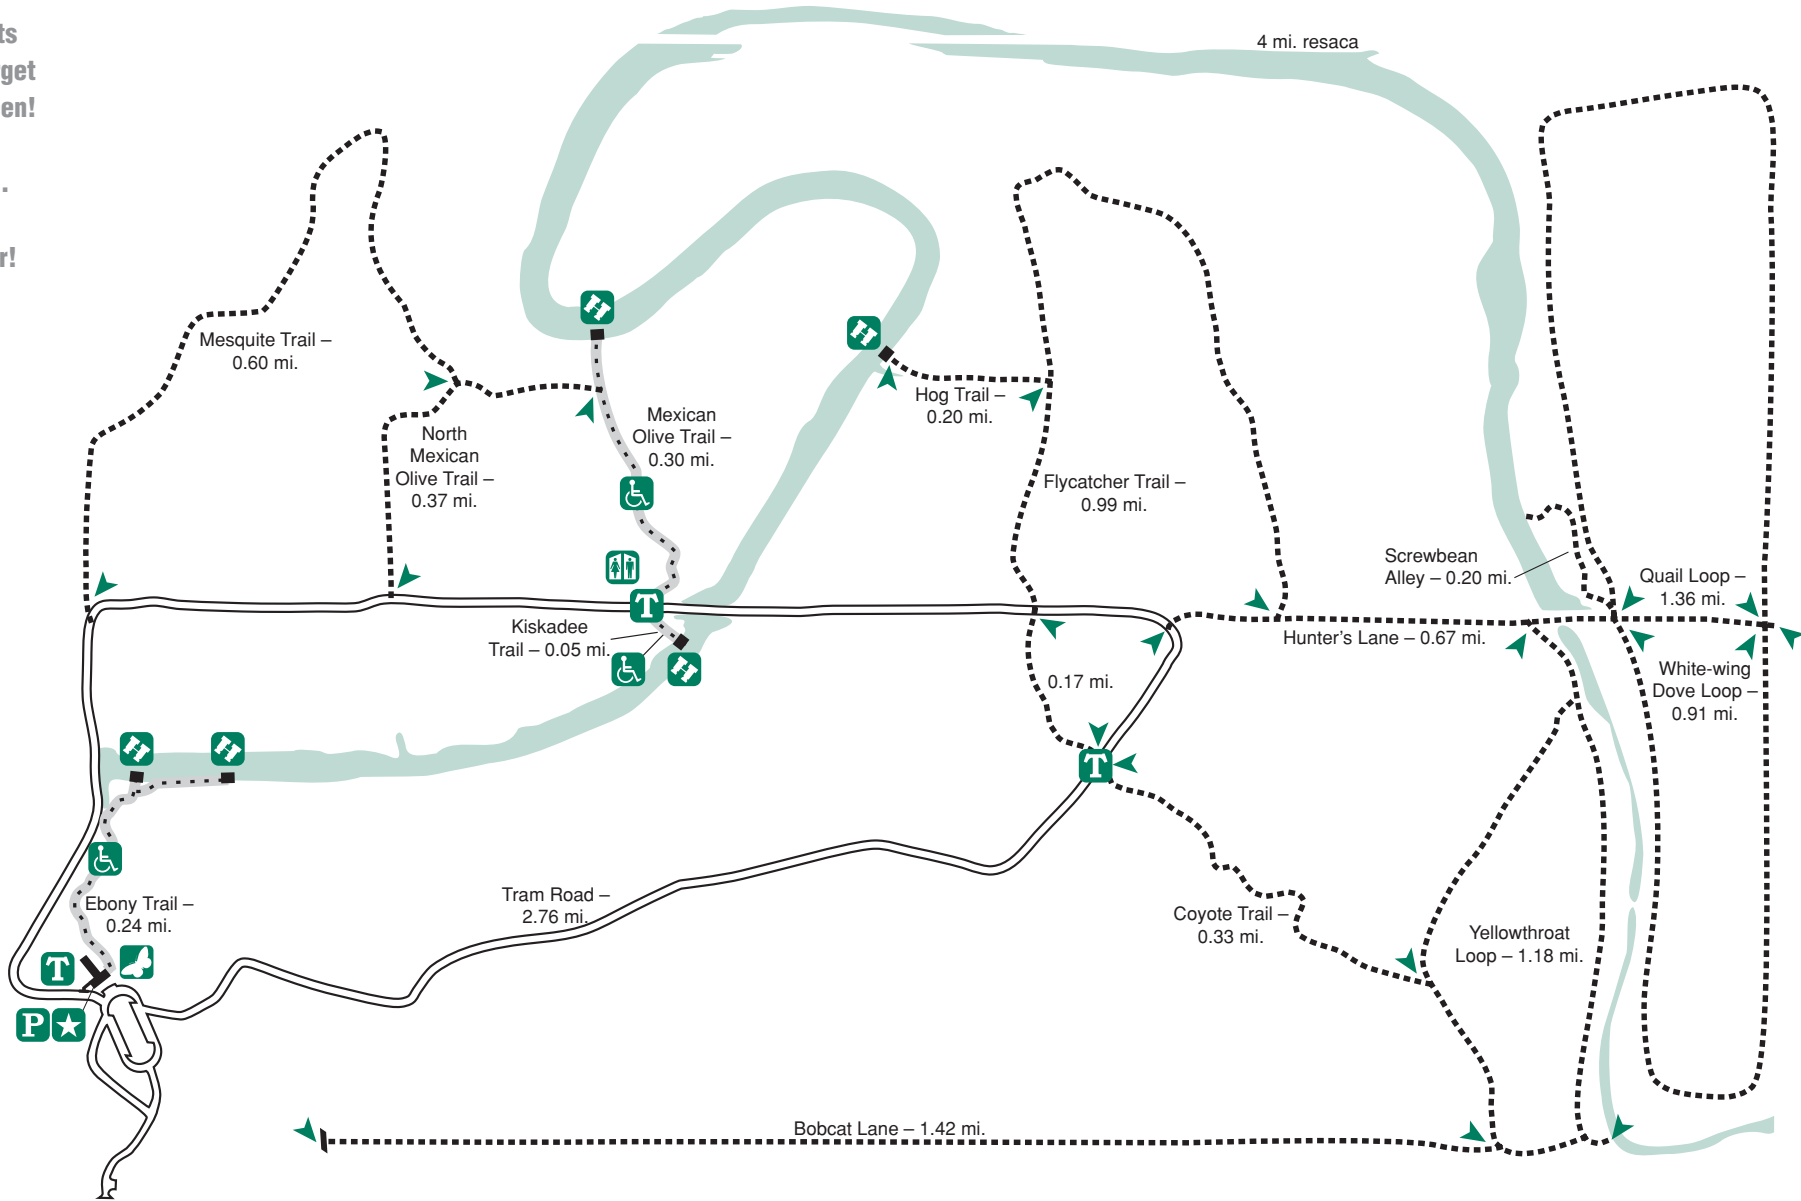 ts
get
en!
.
r!
4 mi. resaca
Mesquite Trail –
0.60 mi.
North
Mexican
Olive Trail –
0.37 mi.
Mexican
Olive Trail –
0.30 mi.
Hog Trail –
0.20 mi.
Flycatcher Trail –
0.99 mi.
Screwbean
Alley – 0.20 mi.
Quail Loop –
1.36 mi.
T
Kiskadee
Trail – 0.05 mi.
Hunter's Lane – 0.67 mi.
White-wing
Dove Loop –
0.91 mi.
0.17 mi.
T
Ebony Trail –
0.24 mi.
Tram Road –
2.76 mi.
Coyote Trail –
0.33 mi.
Yellowthroat
Loop – 1.18 mi.
T
P
Bobcat Lane – 1.42 mi.